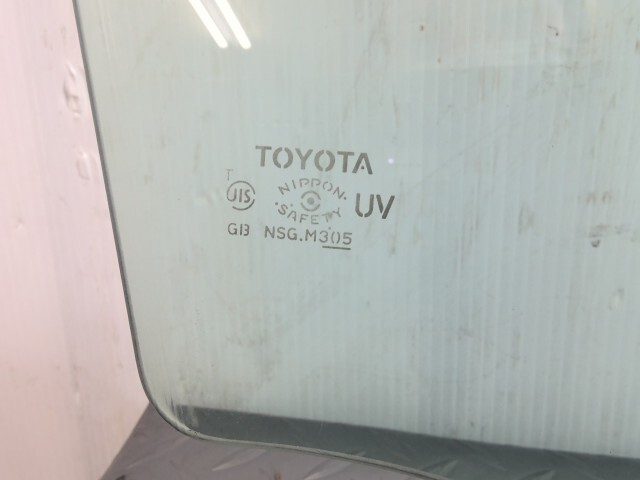 TOYOTA
T
JIS
NIPPON
SAFETY
UV
GB NSG.M305